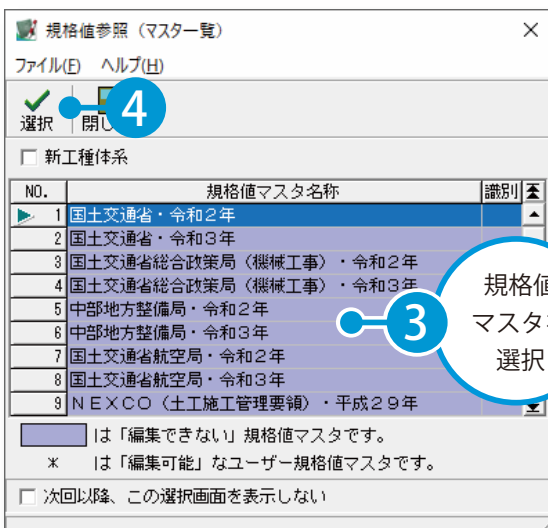 規格値参照（マスター覧）
ファイル(F) ヘルプ(H)
選択 閉じ
4
新工種体系
NO. 規格値マスタ名称 識別
1 国土交通省・令和２年
2 国土交通省・令和３年
3 国土交通省総合政策局（機械工事）・令和２年
4 国土交通省総合政策局（機械工事）・令和３年
5 中部地方整備局・令和２年
6 中部地方整備局・令和３年
7 国土交通省航空局・令和２年
8 国土交通省航空局・令和３年
9 ＮＥＸＣＯ（土工施工管理要領）・平成２９年
3
規格値
マスタ
選択
は「編集できない」規格値マスタです。
＊ は「編集可能」なユーザー規格値マスタです。
次回以降、この選択画面を表示しない